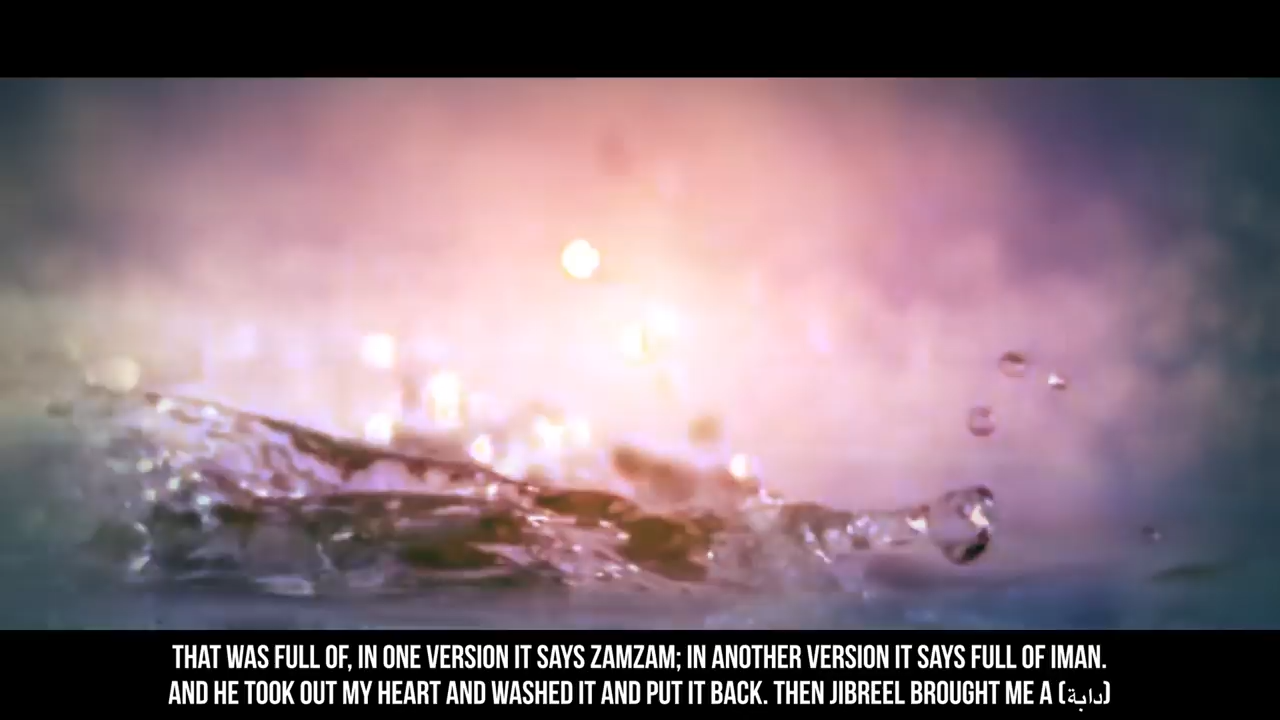 THAT WAS FULL OF, IN ONE VERSION IT SAYS ZAMZAM; IN ANOTHER VERSION IT SAYS FULL OF IMAN.
AND HE TOOK OUT MY HEART AND WASHED IT AND PUT IT BACK. THEN JIBREEL BROUGHT ME A (دابة)